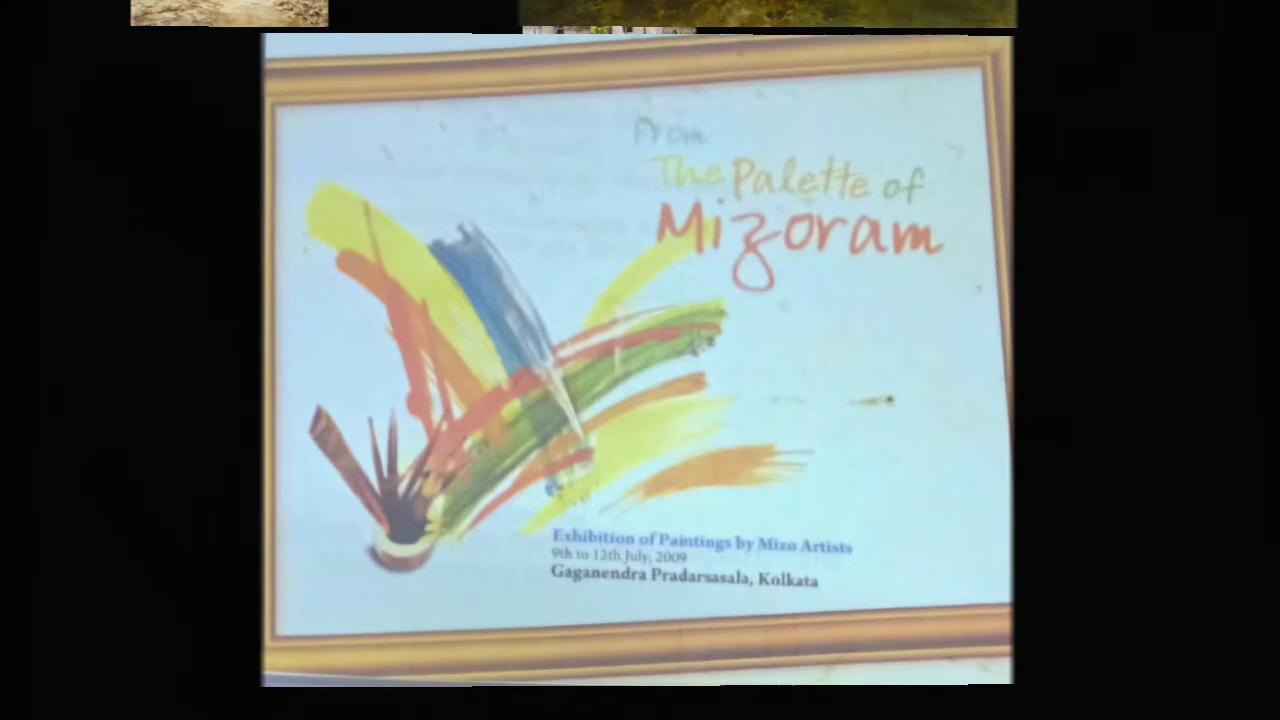 From
The Palette of
Mizoram
Exhibition of Paintings by Mizo Artists
9th to 12th July, 2009
Gaganendra Pradarsasala, Kolkata